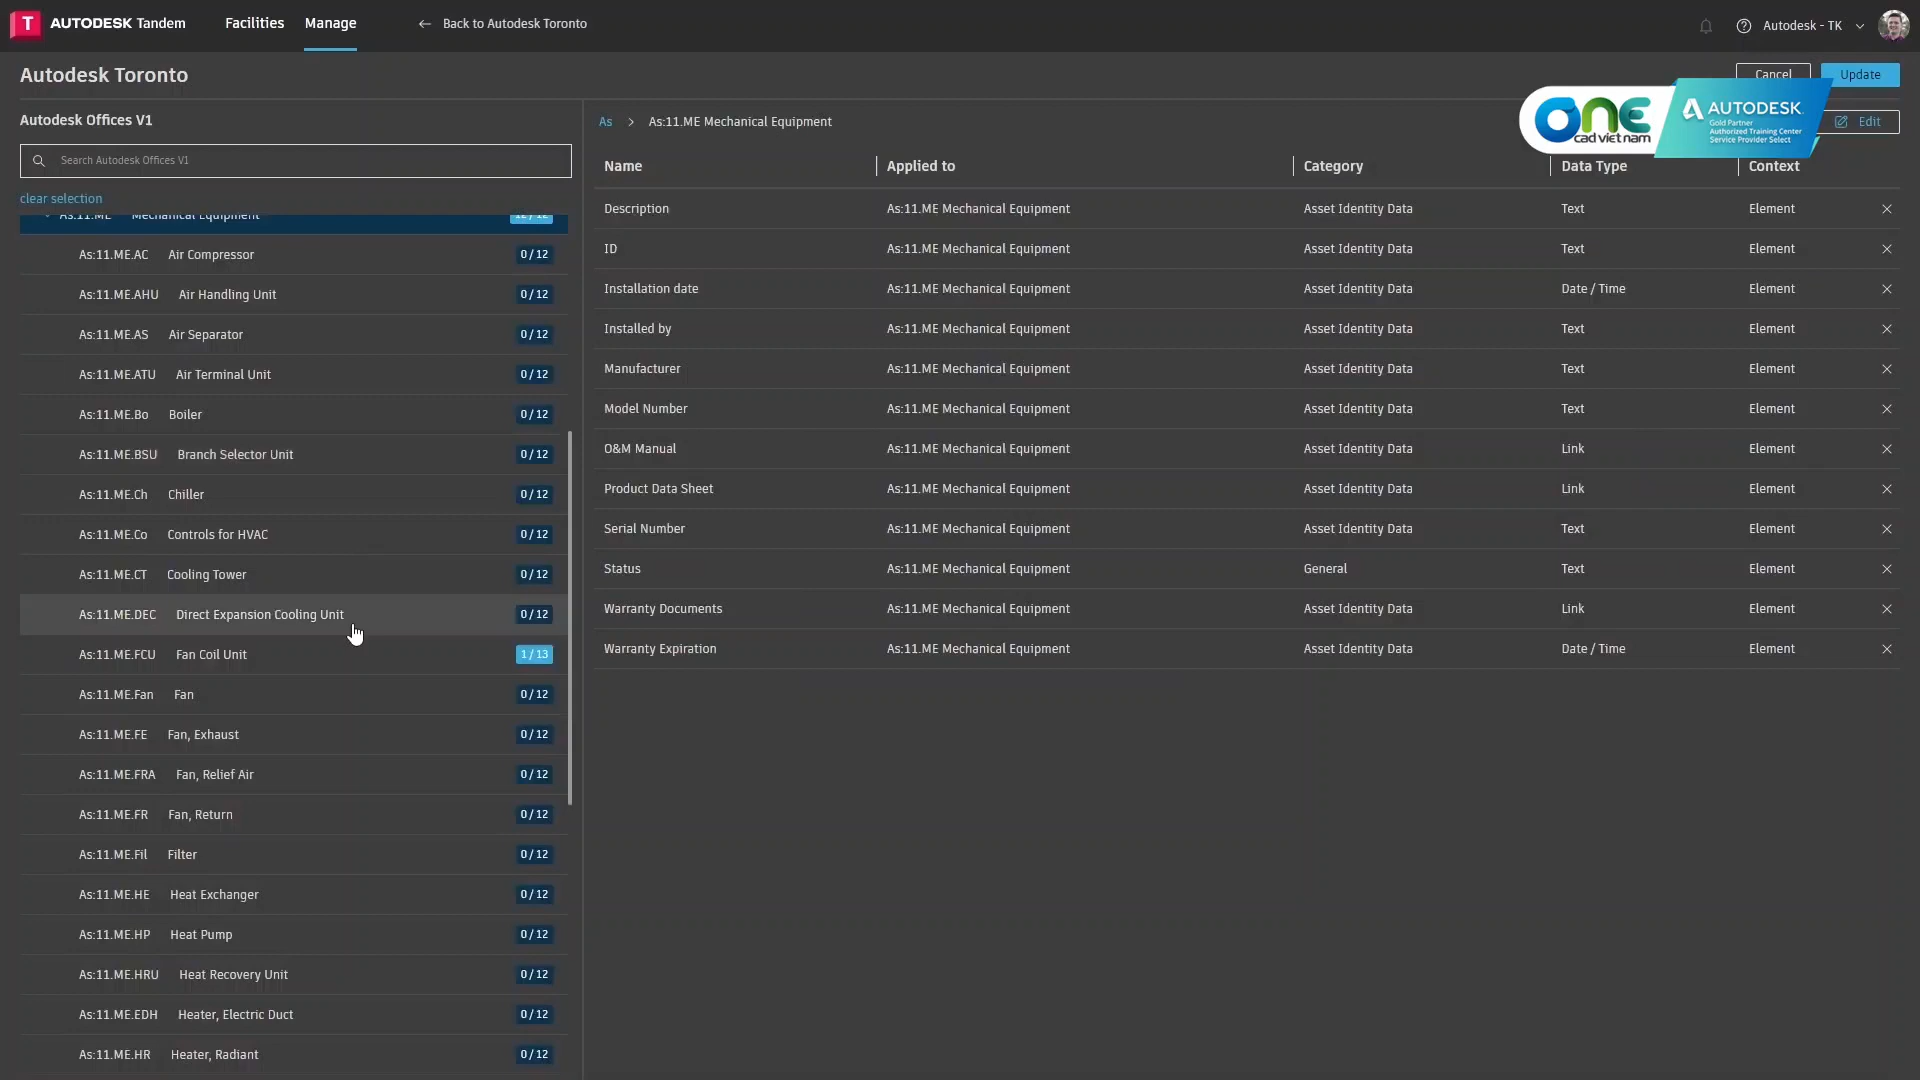 T AUTODESK Tandem
Facilities
Manage
Back to Autodesk Toronto
Autodesk - TK
Autodesk Toronto
Cancel
Update
Autodesk Offices V1
As > As:11.ME Mechanical Equipment
ONE
CAD VIET NAM
AUTODESK
Gold Partner
Authorized Training Center
Service Provider Select
Edit
Search Autodesk Offices V1
clear selection
As:11.ME Mechanical Equipment 12 / 12
As:11.ME.AC Air Compressor 0 / 12
As:11.ME.AHU Air Handling Unit 0 / 12
As:11.ME.AS Air Separator 0 / 12
As:11.ME.ATU Air Terminal Unit 0 / 12
As:11.ME.Bo Boiler 0 / 12
As:11.ME.BSU Branch Selector Unit 0 / 12
As:11.ME.Ch Chiller 0 / 12
As:11.ME.Co Controls for HVAC 0 / 12
As:11.ME.CT Cooling Tower 0 / 12
As:11.ME.DEC Direct Expansion Cooling Unit 0 / 12
As:11.ME.FCU Fan Coil Unit 1 / 13
As:11.ME.Fan Fan 0 / 12
As:11.ME.FE Fan, Exhaust 0 / 12
As:11.ME.FRA Fan, Relief Air 0 / 12
As:11.ME.FR Fan, Return 0 / 12
As:11.ME.Fil Filter 0 / 12
As:11.ME.HE Heat Exchanger 0 / 12
As:11.ME.HP Heat Pump 0 / 12
As:11.ME.HRU Heat Recovery Unit 0 / 12
As:11.ME.EDH Heater, Electric Duct 0 / 12
As:11.ME.HR Heater, Radiant 0 / 12
Name Applied to Category Data Type Context
Description As:11.ME Mechanical Equipment Asset Identity Data Text Element
ID As:11.ME Mechanical Equipment Asset Identity Data Text Element
Installation date As:11.ME Mechanical Equipment Asset Identity Data Date / Time Element
Installed by As:11.ME Mechanical Equipment Asset Identity Data Text Element
Manufacturer As:11.ME Mechanical Equipment Asset Identity Data Text Element
Model Number As:11.ME Mechanical Equipment Asset Identity Data Text Element
O&M Manual As:11.ME Mechanical Equipment Asset Identity Data Link Element
Product Data Sheet As:11.ME Mechanical Equipment Asset Identity Data Link Element
Serial Number As:11.ME Mechanical Equipment Asset Identity Data Text Element
Status As:11.ME Mechanical Equipment General Text Element
Warranty Documents As:11.ME Mechanical Equipment Asset Identity Data Link Element
Warranty Expiration As:11.ME Mechanical Equipment Asset Identity Data Date / Time Element